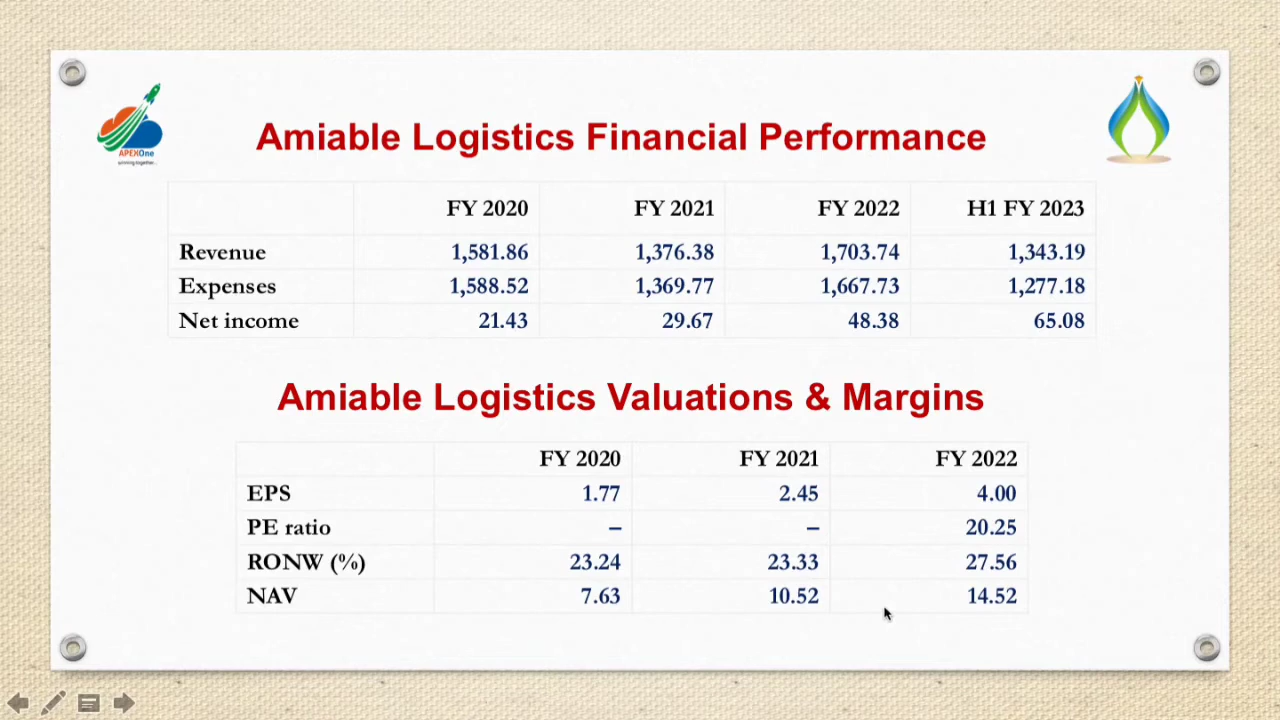 APEXOne
winning together...
Amiable Logistics Financial Performance
FY 2020 FY 2021 FY 2022 H1 FY 2023
Revenue 1,581.86 1,376.38 1,703.74 1,343.19
Expenses 1,588.52 1,369.77 1,667.73 1,277.18
Net income 21.43 29.67 48.38 65.08
Amiable Logistics Valuations & Margins
FY 2020 FY 2021 FY 2022
EPS 1.77 2.45 4.00
PE ratio – – 20.25
RONW (%) 23.24 23.33 27.56
NAV 7.63 10.52 14.52